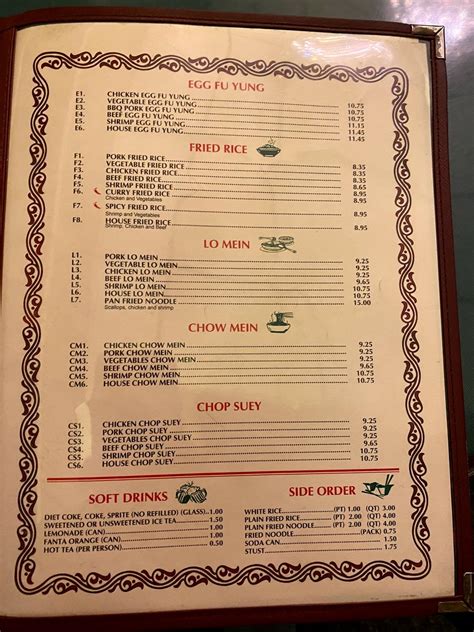 EGG FU YUNG
E1. CHICKEN EGG FU YUNG 10.75
E2. VEGETABLE EGG FU YUNG 10.75
E3. BBQ PORK EGG FU YUNG 10.75
E4. BEEF EGG FU YUNG
E5. SHRIMP EGG FU YUNG 11.15
E6. HOUSE EGG FU YUNG 11.45
FRIED RICE
F1. PORK FRIED RICE 8.35
F2. VEGETABLE FRIED RICE 8.35
F3. CHICKEN FRIED RICE 8.35
F4. BEEF FRIED RICE 8.35
F5. SHRIMP FRIED RICE 8.95
F6. CURRY FRIED RICE 8.95
Chicken and Vegetables
F7. SPICY FRIED RICE 8.95
Shrimp and Vegetables
F8. HOUSE FRIED RICE 8.95
Shrimp, Chicken and Beef
LO MEIN
L1. PORK LO MEIN 9.25
L2. VEGETABLE LO MEIN 9.25
L3. CHICKEN LO MEIN 9.25
L4. BEEF LO MEIN 9.65
L5. SHRIMP LO MEIN 10.75
L6. HOUSE LO MEIN 10.75
L7. PAN FRIED NOODLE 15.00
Scallops, chicken and shrimp
CHOW MEIN
CM1. CHICKEN CHOW MEIN 9.25
CM2. PORK CHOW MEIN 9.25
CM3. VEGETABLES CHOW MEIN 9.25
CM4. BEEF CHOW MEIN 9.65
CM5. SHRIMP CHOW MEIN 10.75
CM6. HOUSE CHOW MEIN 10.75
CHOP SUEY
CS1. CHICKEN CHOP SUEY 9.25
CS2. PORK CHOP SUEY 9.25
CS3. VEGETABLES CHOP SUEY 9.25
CS4. BEEF CHOP SUEY 9.65
CS5. SHRIMP CHOP SUEY 10.75
CS6. HOUSE CHOP SUEY 10.75
SOFT DRINKS
DIET COKE, COKE, SPRITE (NO REFILLED) (GLASS) 1.00
SWEETENED OR UNSWEETENED ICE TEA 1.50
LEMONADE (CAN) 1.00
FANTA ORANGE (CAN) 1.00
HOT TEA (PER PERSON) 0.50
SIDE ORDER
WHITE RICE (PT) 1.00 (QT) 3.00
PLAIN FRIED RICE (PT) 2.00 (QT) 4.00
PLAIN FRIED NOODLE (PT) 2.00 (QT) 4.00
FRIED NOODLE (PACK) 0.75
SODA CAN 1.00
STUST 1.75